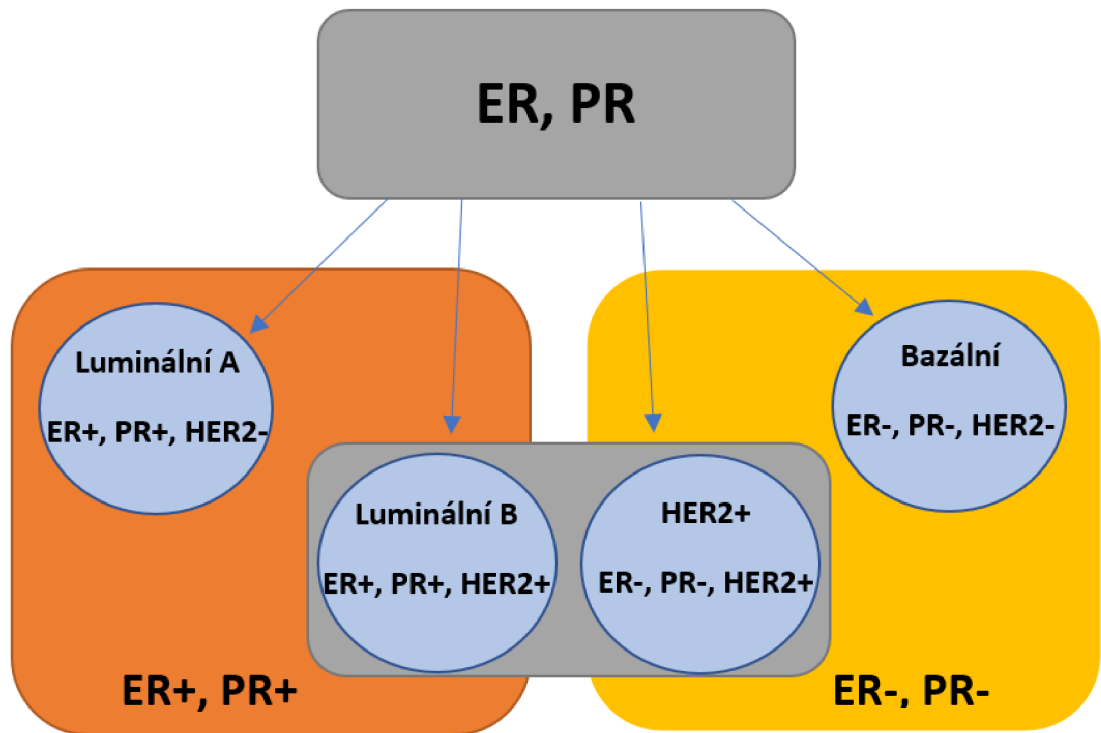 ER, PR
Luminální A
ER+, PR+, HER2-
Bazální
ER-, PR-, HER2-
Luminální B
ER+, PR+, HER2+
HER2+
ER-, PR-, HER2+
ER+, PR+
ER-, PR-